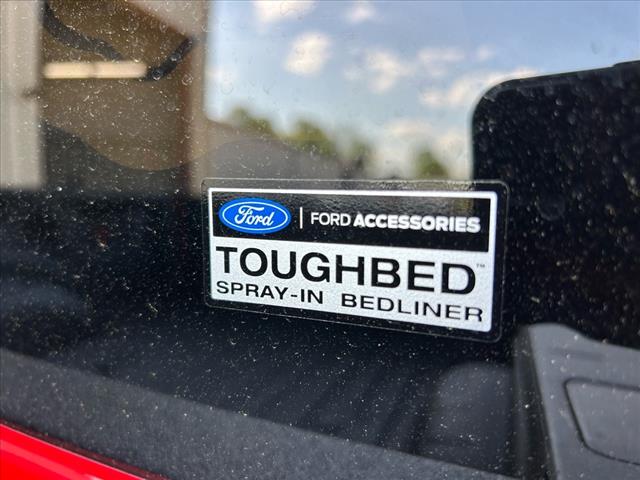 Ford | FORD ACCESSORIES
TOUGHBED™
SPRAY-IN BEDLINER